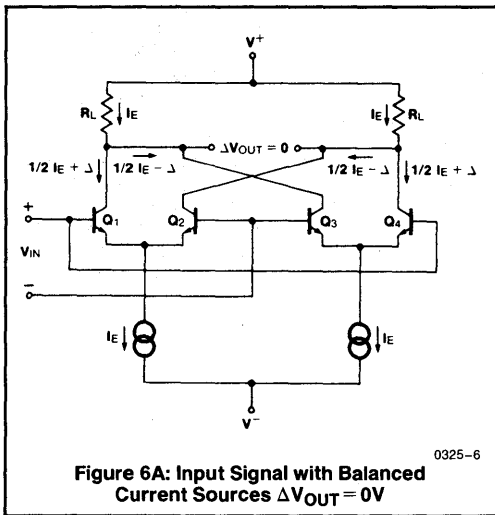 V+
RL
IE
IE
RL
ΔVOUT = 0
1/2 IE + Δ
1/2 IE − Δ
1/2 IE − Δ
1/2 IE + Δ
+
Q1
Q2
Q3
Q4
VIN
−
IE
IE
V−
0325–6
Figure 6A: Input Signal with Balanced
Current Sources ΔVOUT = 0V